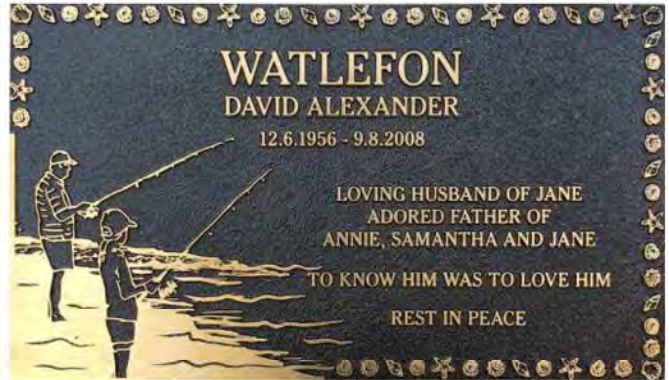 WATLEFON
DAVID ALEXANDER
12.6.1956 - 9.8.2008
LOVING HUSBAND OF JANE
ADORED FATHER OF
ANNIE, SAMANTHA AND JANE
TO KNOW HIM WAS TO LOVE HIM
REST IN PEACE